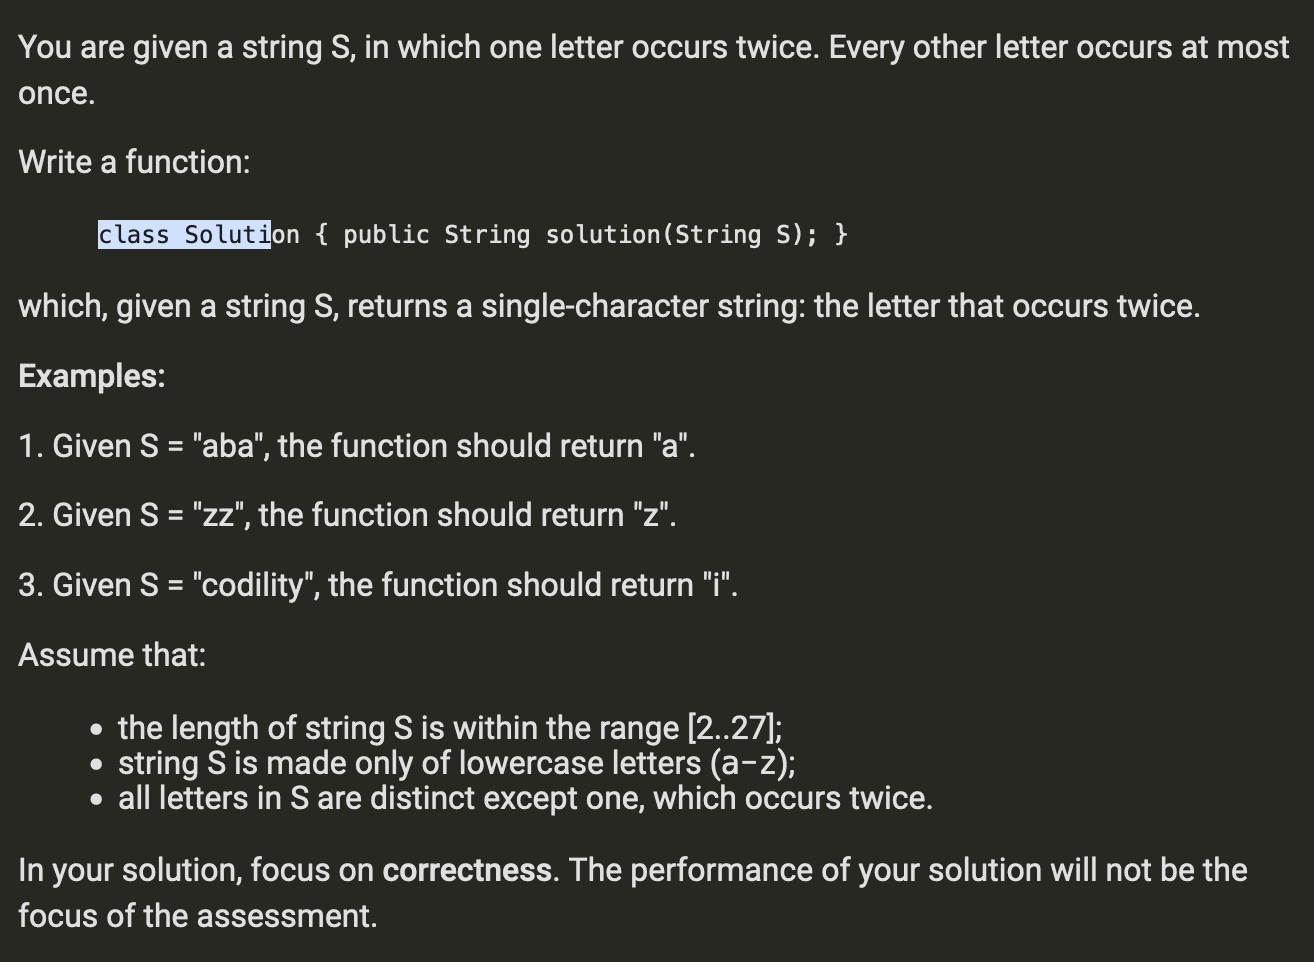 You are given a string S, in which one letter occurs twice. Every other letter occurs at most
once.
Write a function:
class Solution { public String solution(String S); }
which, given a string S, returns a single-character string: the letter that occurs twice.
Examples:
1. Given S = "aba", the function should return "a".
2. Given S = "zz", the function should return "z".
3. Given S = "codility", the function should return "i".
Assume that:
• the length of string S is within the range [2..27];
• string S is made only of lowercase letters (a−z);
• all letters in S are distinct except one, which occurs twice.
In your solution, focus on correctness. The performance of your solution will not be the
focus of the assessment.